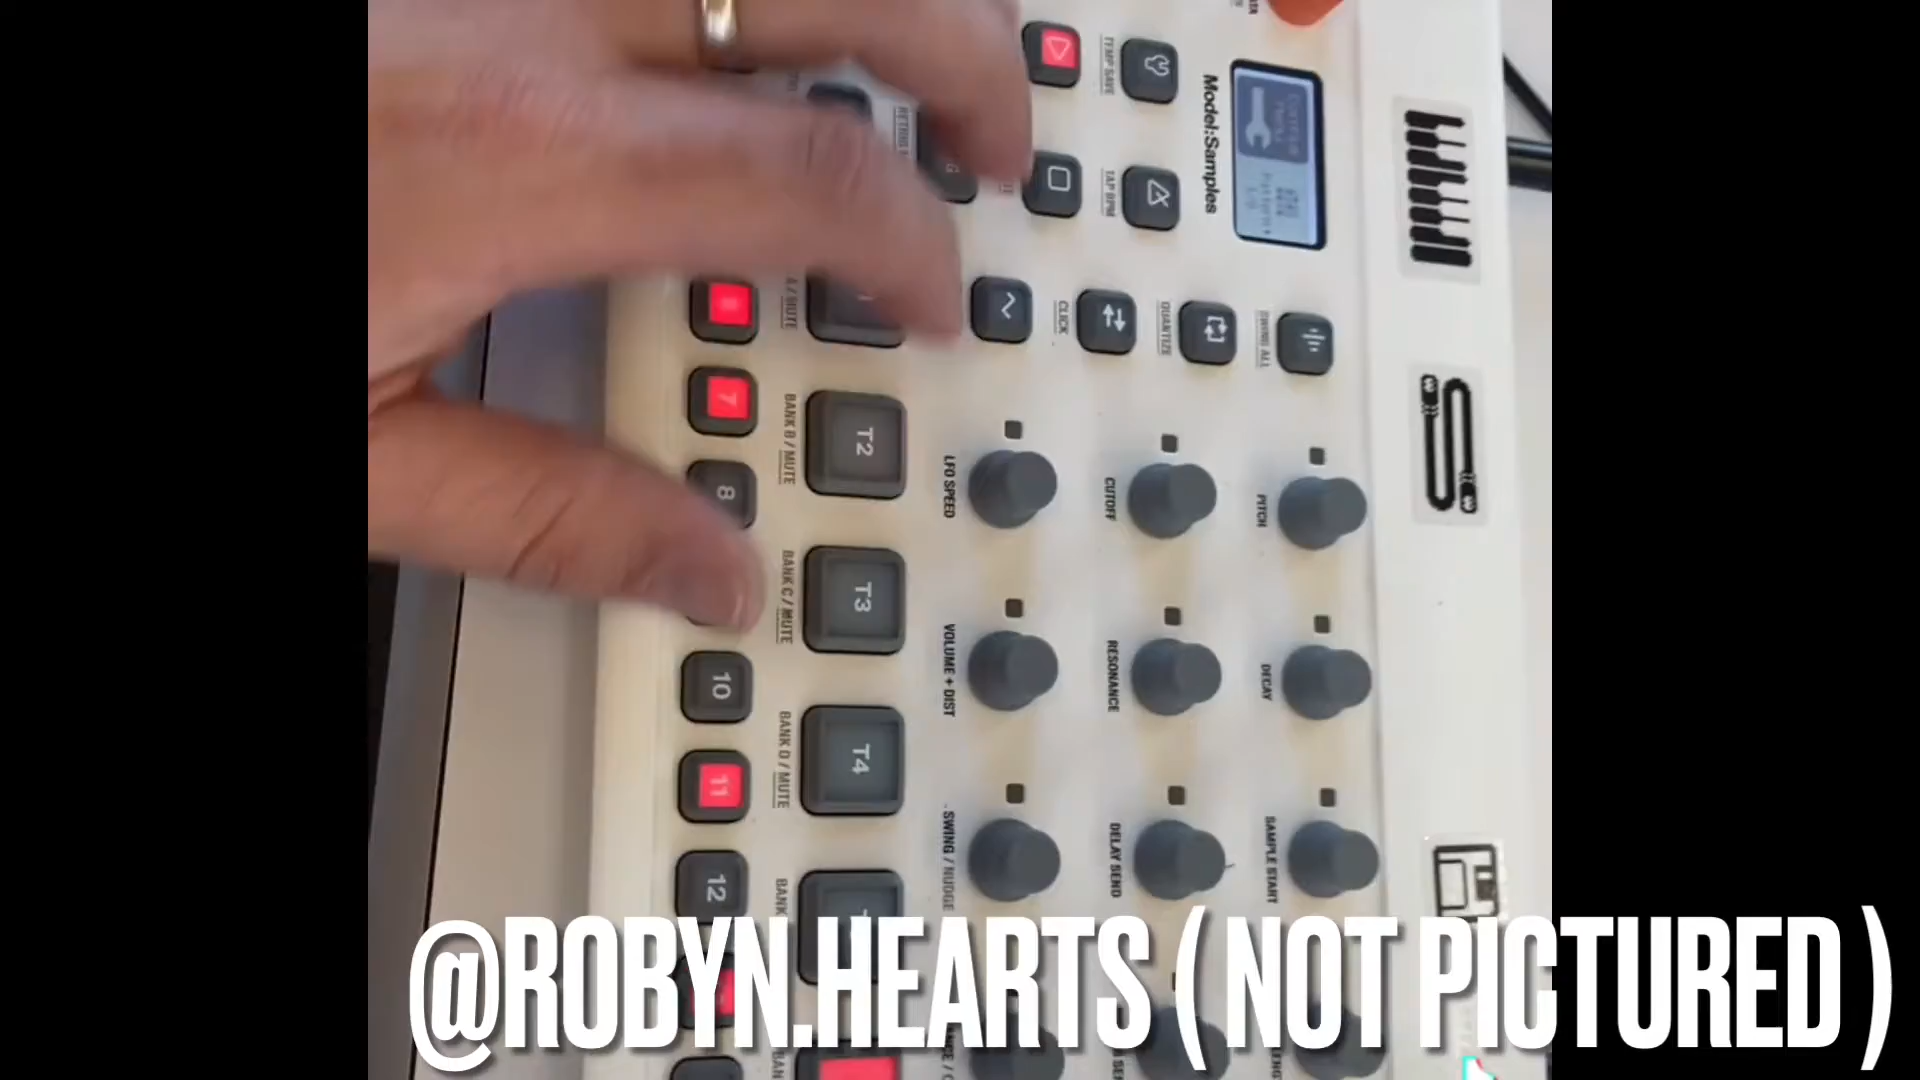 TEMP SAVE
TAP BPM
Model:Samples
CLICK
QUANTIZE
SWING ALL
7
8
10
11
12
T2
T3
T4
BANK B / MUTE
BANK C / MUTE
BANK D / MUTE
LFO SPEED
CUTOFF
PITCH
VOLUME + DIST
RESONANCE
DECAY
SWING / NUDGE
DELAY SEND
SAMPLE START
@ROBYN.HEARTS (NOT PICTURED)